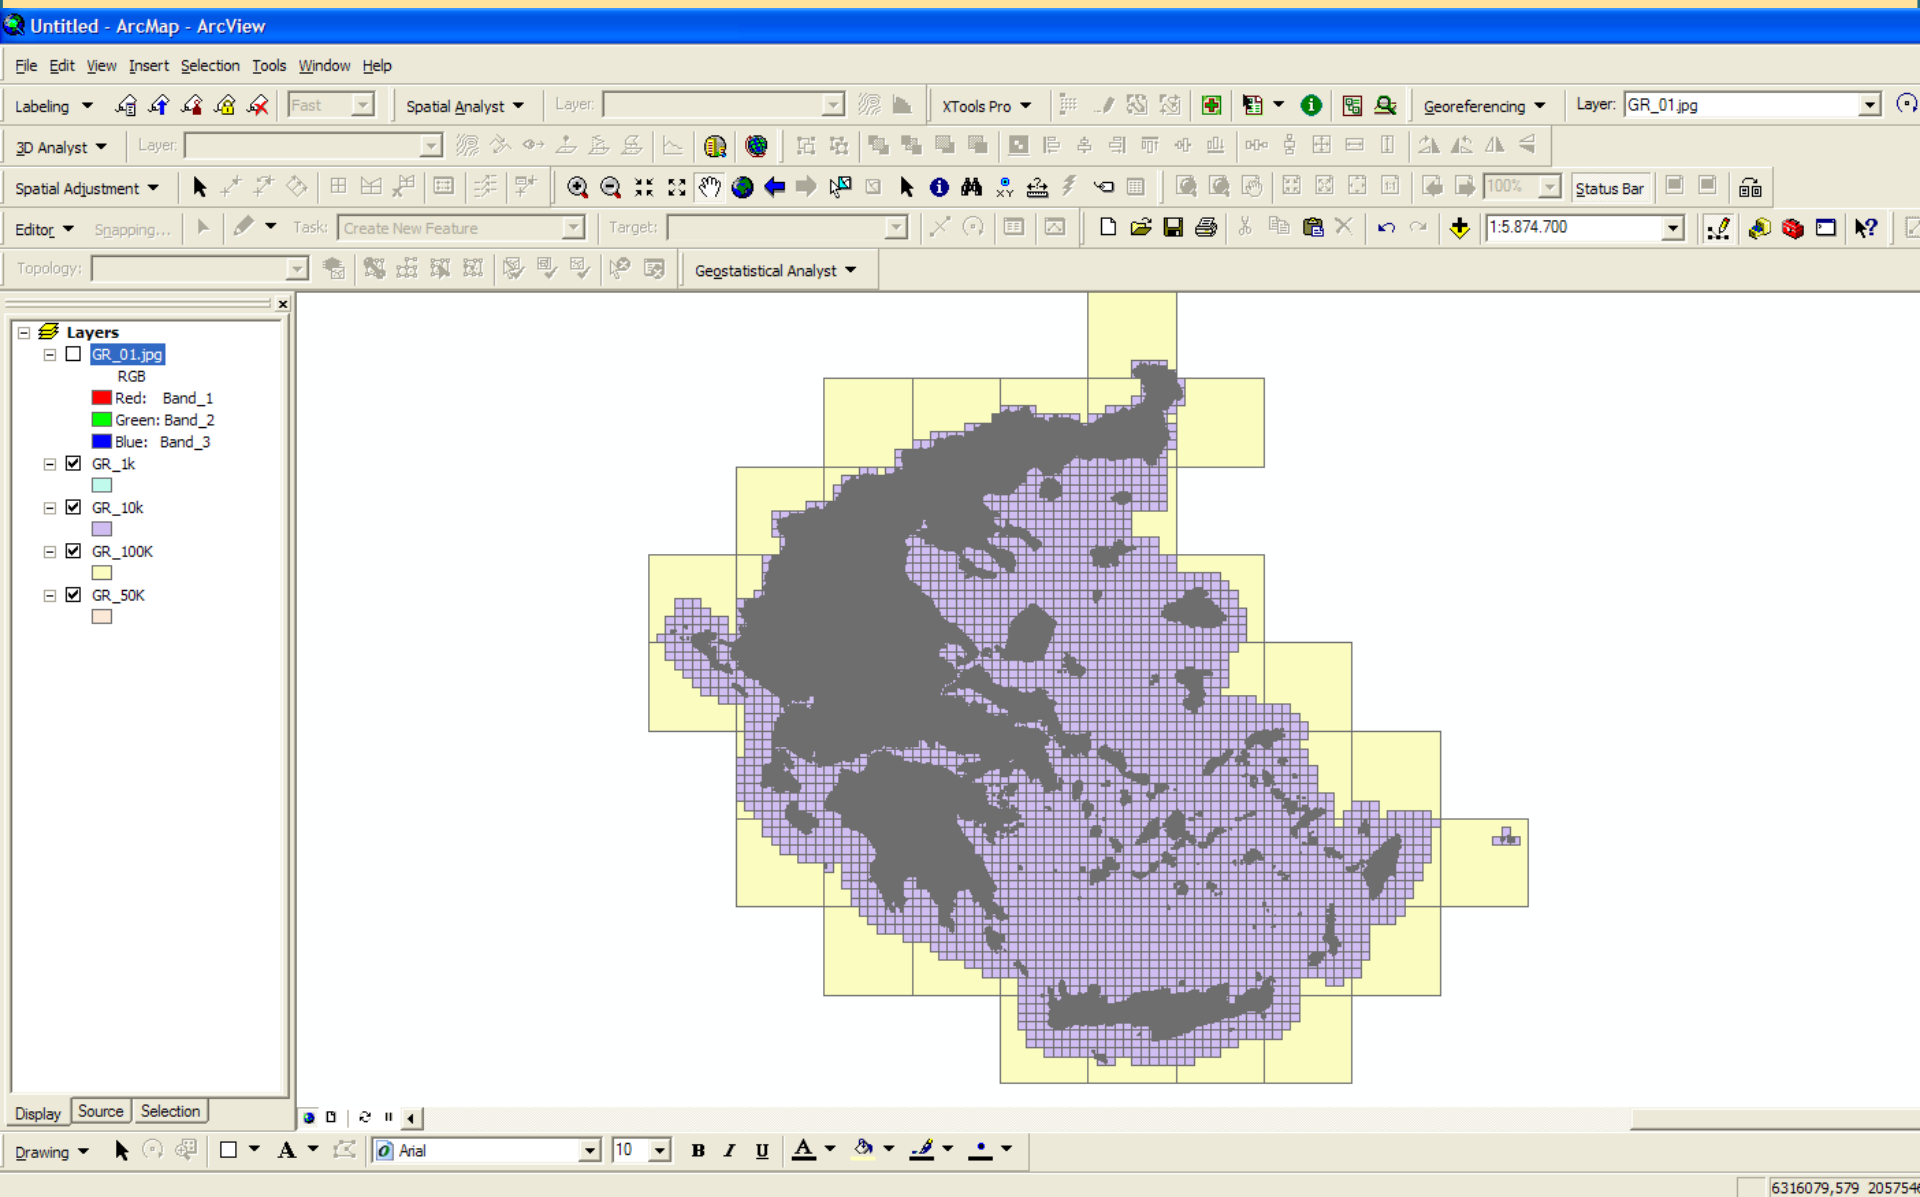 Untitled - ArcMap - ArcView
File Edit View Insert Selection Tools Window Help
Labeling Fast Spatial Analyst Layer: XTools Pro Georeferencing Layer: GR_01.jpg
3D Analyst Layer:
Spatial Adjustment XY 1:1 100% Status Bar
Editor Snapping... Task: Create New Feature Target: 1:5.874.700
Topology: Geostatistical Analyst
Layers
GR_01.jpg
RGB
Red: Band_1
Green: Band_2
Blue: Band_3
GR_1k
GR_10k
GR_100K
GR_50K
Display Source Selection
Drawing A Arial 10 B I U A
6316079,579